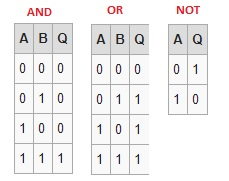 AND OR NOT
A B Q A B Q A Q
0 0 0 0 0 0 0 1
0 1 0 0 1 1 1 0
1 0 0 1 0 1
1 1 1 1 1 1